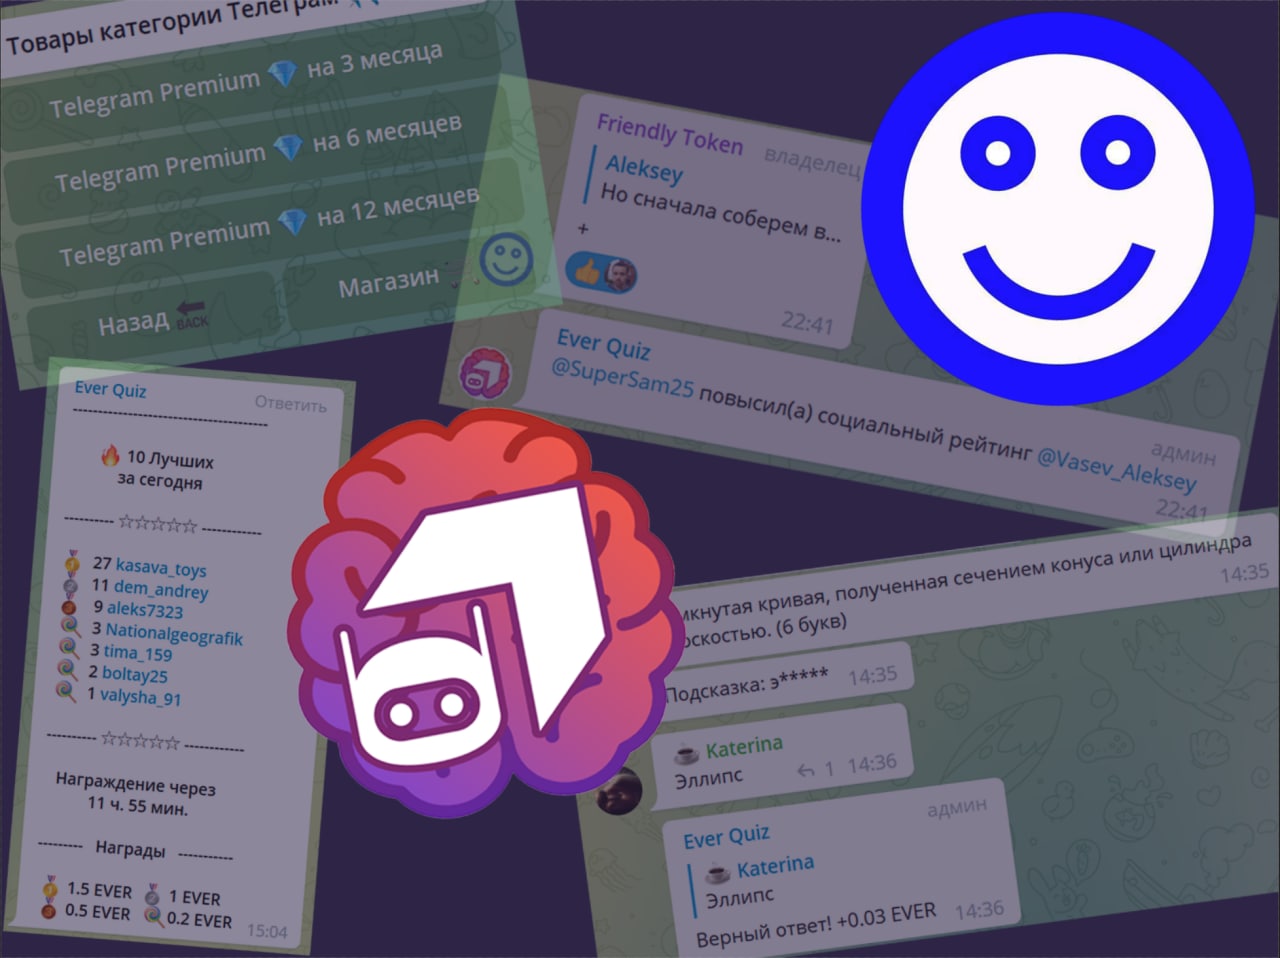 Товары категории Телеграм
Telegram Premium 💎 на 3 месяца
Telegram Premium 💎 на 6 месяцев
Telegram Premium 💎 на 12 месяцев
Назад BACK
Магазин
Friendly Token владелец
Aleksey
Но сначала соберем в...
+
22:41
Ever Quiz
админ
@SuperSam25 повысил(а) социальный рейтинг @Vasev_Aleksey
22:41
Ever Quiz Ответить
---------------------------
🔥 10 Лучших
за сегодня
--------- ☆☆☆☆☆ -----------
🥇 27 kasava_toys
🥈 11 dem_andrey
🥉 9 aleks7323
🍭 3 Nationalgeografik
🍭 3 tima_159
🍭 2 boltay25
🍭 1 valysha_91
--------- ☆☆☆☆☆ -----------
Награждение через
11 ч. 55 мин.
-------- Награды ----------
🥇 1.5 EVER 🥈 1 EVER
🥉 0.5 EVER 🍭 0.2 EVER 15:04
кривая, полученная сечением конуса или цилиндра
14:35
(6 букв)
Подсказка: э***** 14:35
☕ Katerina
Эллипс 1 14:36
Ever Quiz админ
☕ Katerina
Эллипс
Верный ответ! +0.03 EVER 14:36